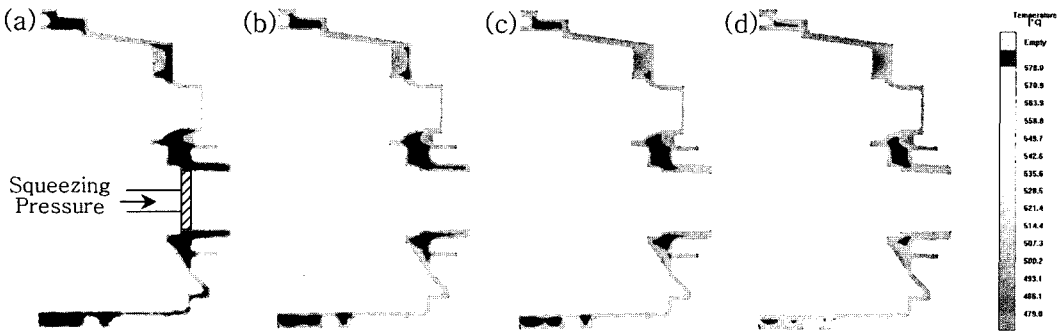 (a)
(b)
(c)
(d)
Squeezing
Pressure
Temperature
[°C]
Empty
578.0
570.9
563.9
556.8
549.7
542.6
535.6
528.5
521.4
514.4
507.3
500.2
493.1
486.1
479.0